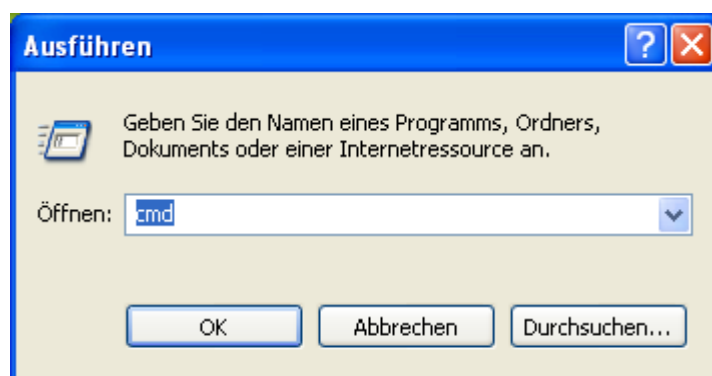 Ausführen
Geben Sie den Namen eines Programms, Ordners,
Dokuments oder einer Internetressource an.
Öffnen: cmd
OK Abbrechen Durchsuchen...